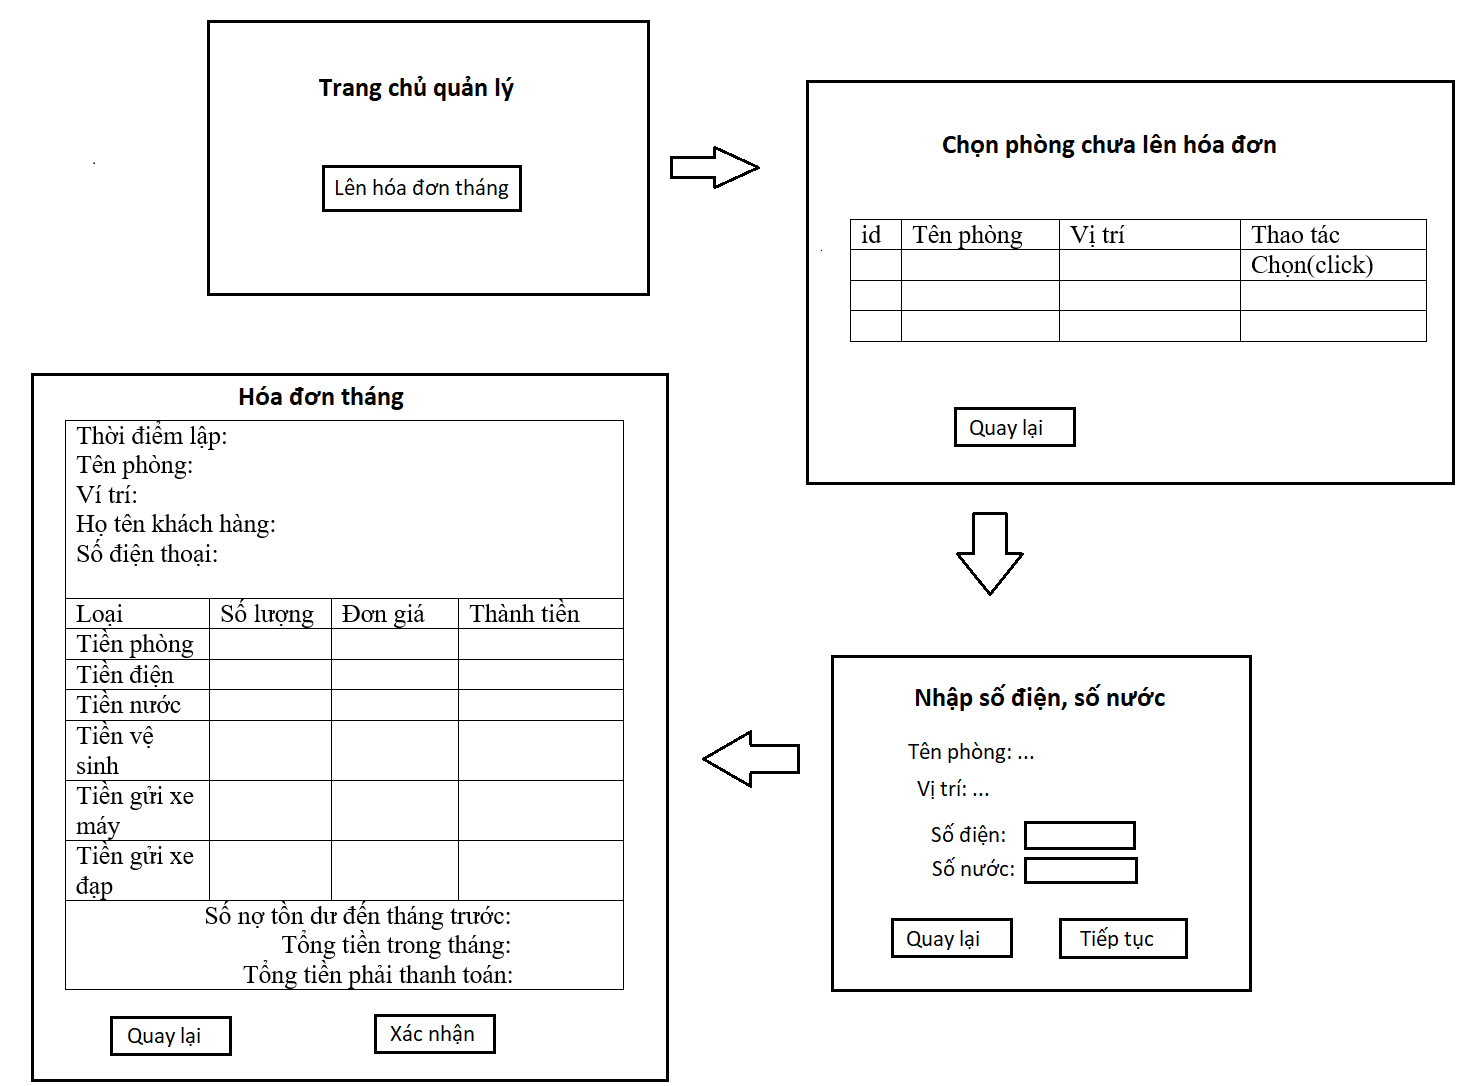 Trang chủ quản lý
Lên hóa đơn tháng
Chọn phòng chưa lên hóa đơn
id Tên phòng Vị trí Thao tác
Chọn(click)
Quay lại
Nhập số điện, số nước
Tên phòng: ...
Vị trí: ...
Số điện:
Số nước:
Quay lại Tiếp tục
Hóa đơn tháng
Thời điểm lập:
Tên phòng:
Ví trí:
Họ tên khách hàng:
Số điện thoại:
Loại Số lượng Đơn giá Thành tiền
Tiền phòng
Tiền điện
Tiền nước
Tiền vệ
sinh
Tiền gửi xe
máy
Tiền gửi xe
đạp
Số nợ tồn dư đến tháng trước:
Tổng tiền trong tháng:
Tổng tiền phải thanh toán:
Quay lại Xác nhận